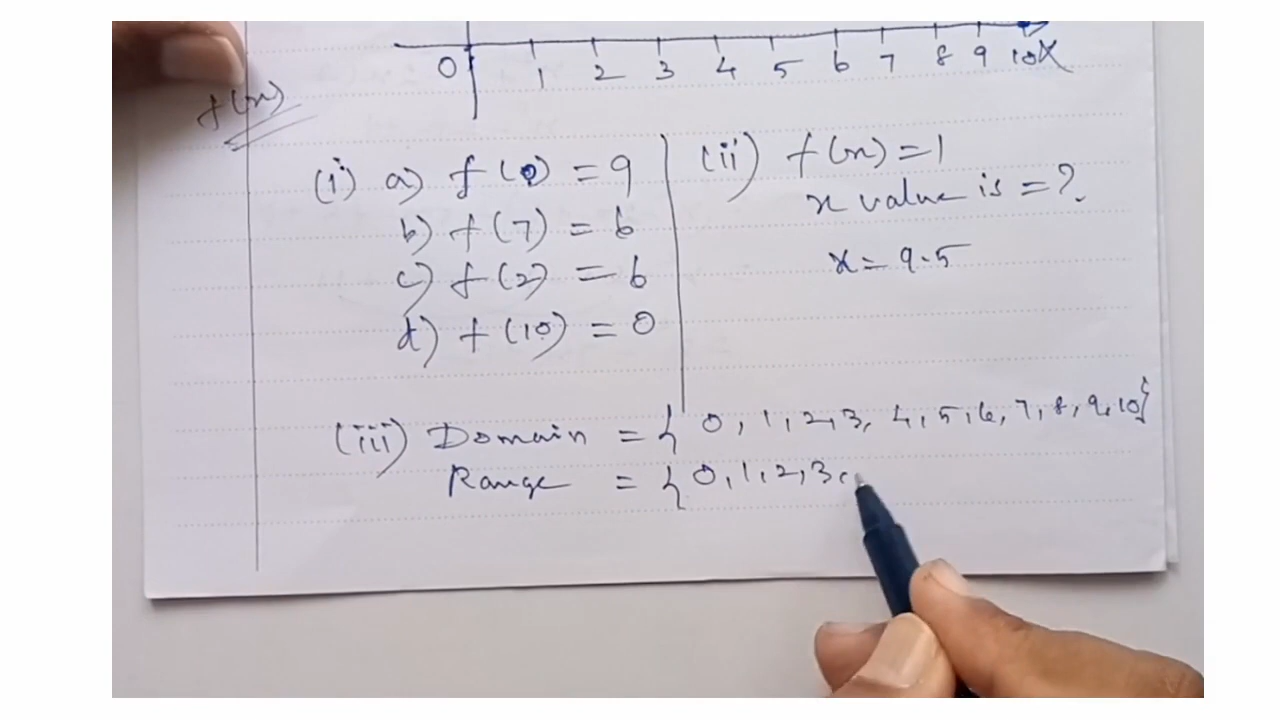 0 1 2 3 4 5 6 7 8 9 10 X
f(x)
(i) a) f(0) = 9
b) f(7) = 6
c) f(2) = 6
d) f(10) = 0
(ii) f(x) = 1
x value is = ?
x = 9.5
(iii) Domain = { 0, 1, 2, 3, 4, 5, 6, 7, 8, 9, 10}
Range = { 0, 1, 2, 3,